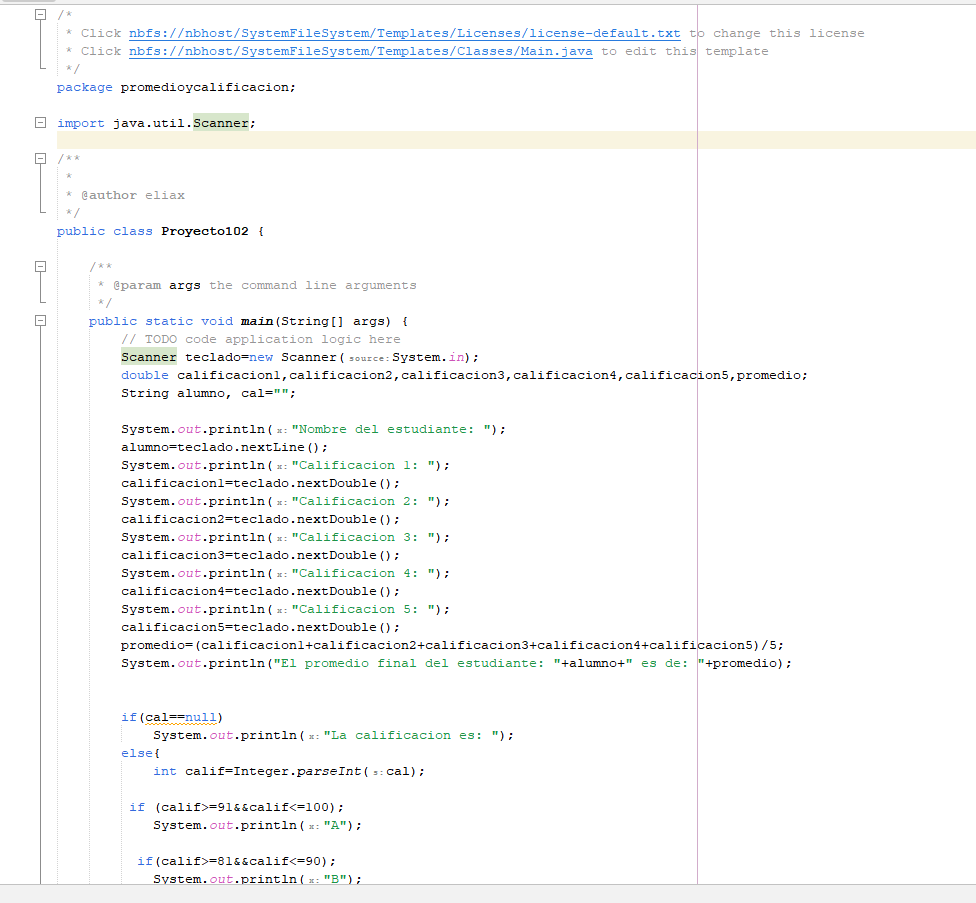 /*
 * Click nbfs://nbhost/SystemFileSystem/Templates/Licenses/license-default.txt to change this license
 * Click nbfs://nbhost/SystemFileSystem/Templates/Classes/Main.java to edit this template
 */
package promedioycalificacion;
import java.util.Scanner;
/**
 *
 * @author eliax
 */
public class Proyecto102 {
    /**
     * @param args the command line arguments
     */
    public static void main(String[] args) {
        // TODO code application logic here
        Scanner teclado=new Scanner( source: System.in);
        double calificacion1,calificacion2,calificacion3,calificacion4,calificacion5,promedio;
        String alumno, cal="";
        System.out.println( x: "Nombre del estudiante: ");
        alumno=teclado.nextLine();
        System.out.println( x: "Calificacion 1: ");
        calificacion1=teclado.nextDouble();
        System.out.println( x: "Calificacion 2: ");
        calificacion2=teclado.nextDouble();
        System.out.println( x: "Calificacion 3: ");
        calificacion3=teclado.nextDouble();
        System.out.println( x: "Calificacion 4: ");
        calificacion4=teclado.nextDouble();
        System.out.println( x: "Calificacion 5: ");
        calificacion5=teclado.nextDouble();
        promedio=(calificacion1+calificacion2+calificacion3+calificacion4+calificacion5)/5;
        System.out.println("El promedio final del estudiante: "+alumno+" es de: "+promedio);
        if(cal==null)
            System.out.println( x: "La calificacion es: ");
        else{
            int calif=Integer.parseInt( s: cal);
         if (calif>=91&&calif<=100);
            System.out.println( x: "A");
          if(calif>=81&&calif<=90);
            System.out.println( x: "B");